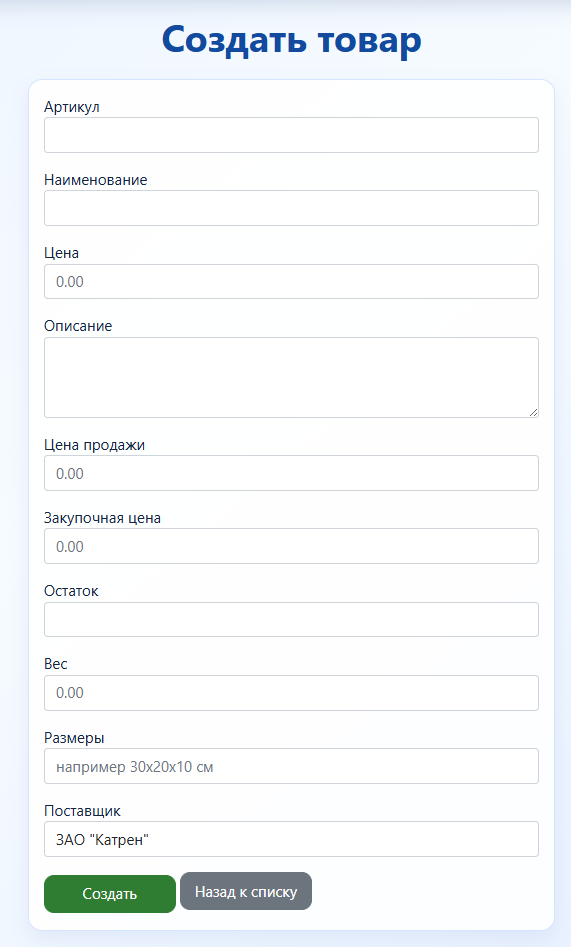 Создать товар
Артикул
Наименование
Цена
0.00
Описание
Цена продажи
0.00
Закупочная цена
0.00
Остаток
Вес
0.00
Размеры
например 30x20x10 см
Поставщик
ЗАО "Катрен"
Создать Назад к списку